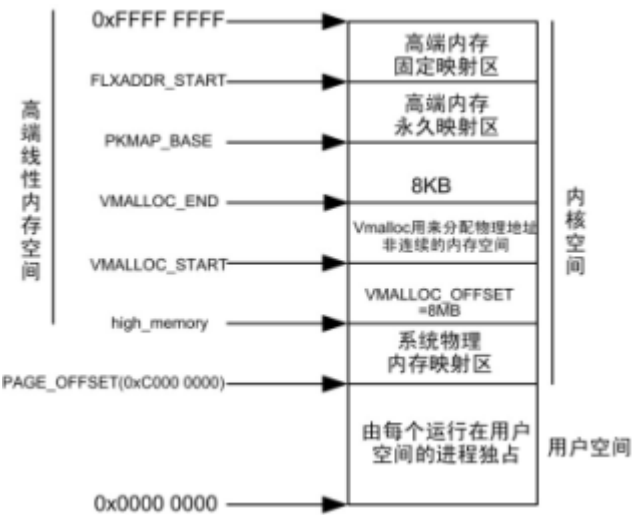 0xFFFF FFFF
高端内存
固定映射区
FLXADDR_START
高端内存
永久映射区
PKMAP_BASE
8KB
VMALLOC_END
Vmalloc用来分配物理地址
非连续的内存空间
VMALLOC_START
VMALLOC_OFFSET
=8MB
high_memory
系统物理
内存映射区
PAGE_OFFSET(0xC000 0000)
由每个运行在用户
空间的进程独占
0x0000 0000
高端线性内存空间
内核空间
用户空间